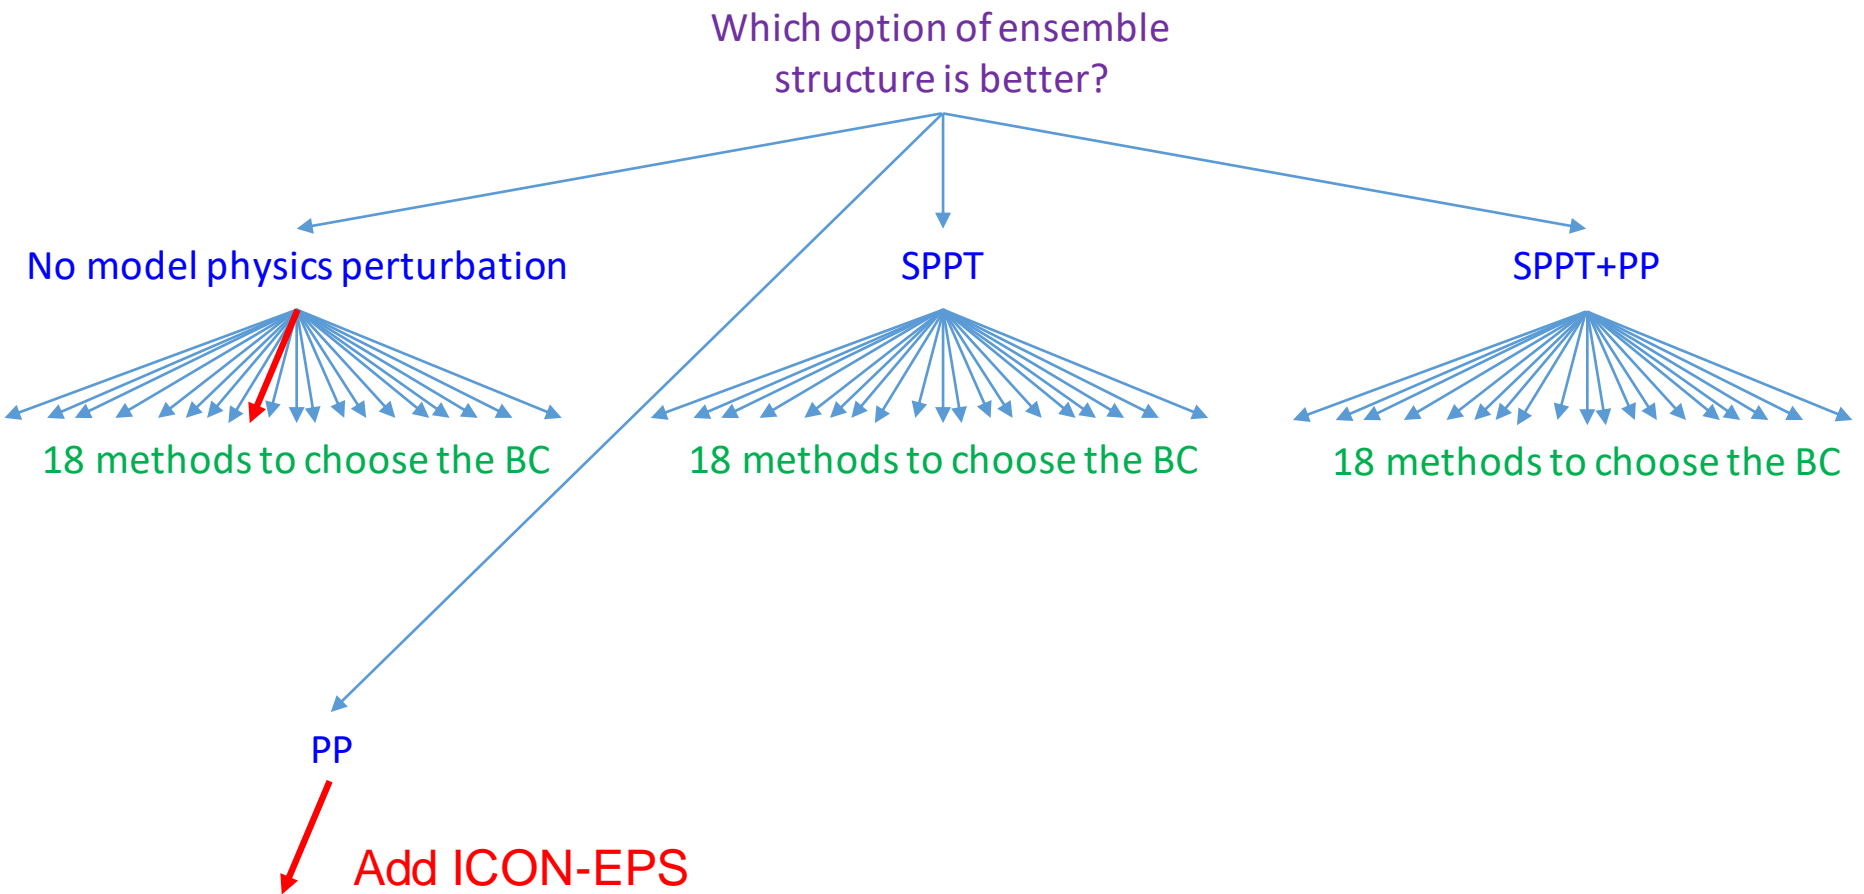 Which option of ensemble
structure is better?
No model physics perturbation
SPPT
SPPT+PP
18 methods to choose the BC
18 methods to choose the BC
18 methods to choose the BC
PP
Add ICON-EPS